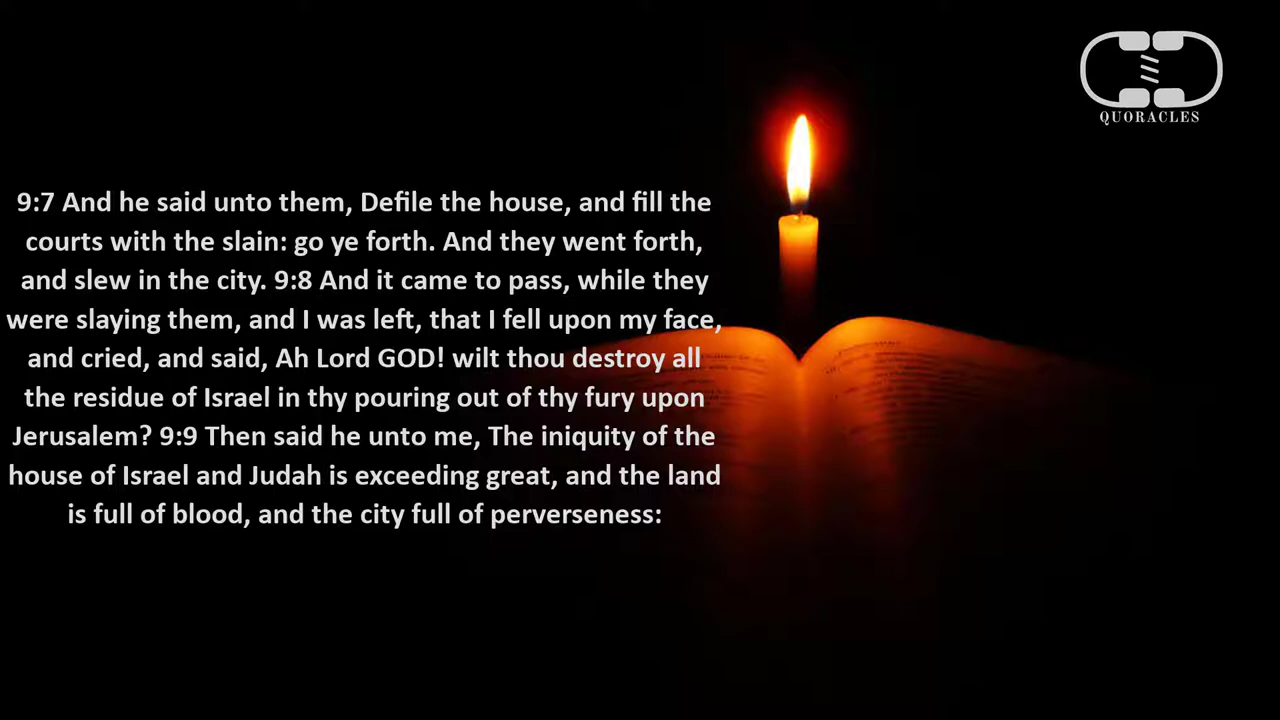 QUORACLES
9:7 And he said unto them, Defile the house, and fill the
courts with the slain: go ye forth. And they went forth,
and slew in the city. 9:8 And it came to pass, while they
were slaying them, and I was left, that I fell upon my face,
and cried, and said, Ah Lord GOD! wilt thou destroy all
the residue of Israel in thy pouring out of thy fury upon
Jerusalem? 9:9 Then said he unto me, The iniquity of the
house of Israel and Judah is exceeding great, and the land
is full of blood, and the city full of perverseness: